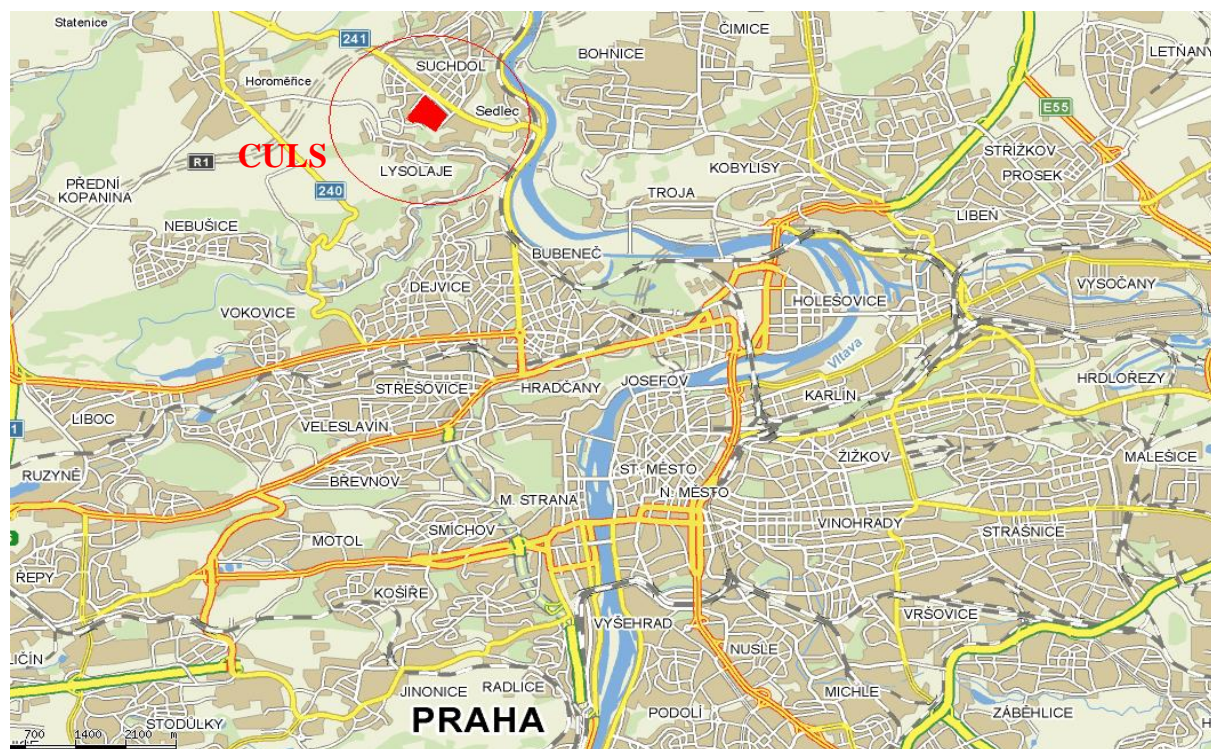 Statenice
241
SUCHDOL
BOHNICE
ČIMICE
LETŇANY
Horoměřice
Sedlec
E55
CULS
R1
LYSOLAJE
KOBYLISY
STŘÍŽKOV
PROSEK
PŘEDNÍ
KOPANINA
240
TROJA
LIBEŇ
NEBUŠICE
BUBENEČ
DEJVICE
HOLEŠOVICE
VYSOČANY
VOKOVICE
Vltava
STŘEŠOVICE
HRADČANY
JOSEFOV
KARLÍN
HRDLOŘEZY
LIBOC
VELESLAVÍN
ŽIŽKOV
MALEŠICE
RUZYNĚ
BŘEVNOV
ST. MĚSTO
N. MĚSTO
M. STRANA
SMÍCHOV
VINOHRADY
STRAŠNICE
MOTOL
ŘEPY
KOŠÍŘE
VYŠEHRAD
VRŠOVICE
NUSLE
LIČÍN
JINONICE
RADLICE
MICHLE
PRAHA
PODOLÍ
ZÁBĚHLICE
STODŮLKY
700 1400 2100 m